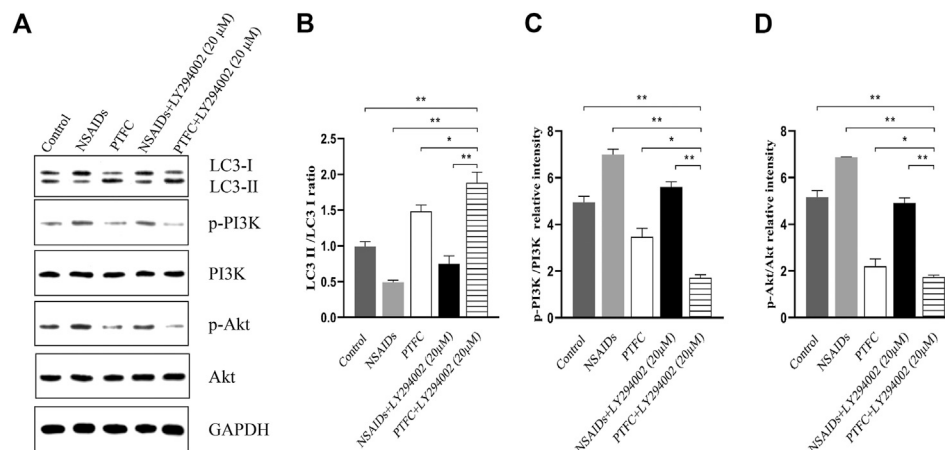 A
Control
NSAIDs
PTFC
NSAIDs+LY294002 (20 μM)
PTFC+LY294002 (20 μM)
LC3-I
LC3-II
p-PI3K
PI3K
p-Akt
Akt
GAPDH
B
LC3 II /LC3 I ratio
2.5
2.0
1.5
1.0
0.5
0.0
**
**
*
**
Control
NSAIDs
PTFC
NSAIDs+LY294002 (20μM)
PTFC+LY294002 (20μM)
C
p-PI3K /PI3K relative intensity
8
6
4
2
0
**
**
*
**
Control
NSAIDs
PTFC
NSAIDs+LY294002 (20μM)
PTFC+LY294002 (20μM)
D
p-Akt/Akt relative intensity
8
6
4
2
0
**
**
*
**
Control
NSAIDs
PTFC
NSAIDs+LY294002 (20μM)
PTFC+LY294002 (20μM)